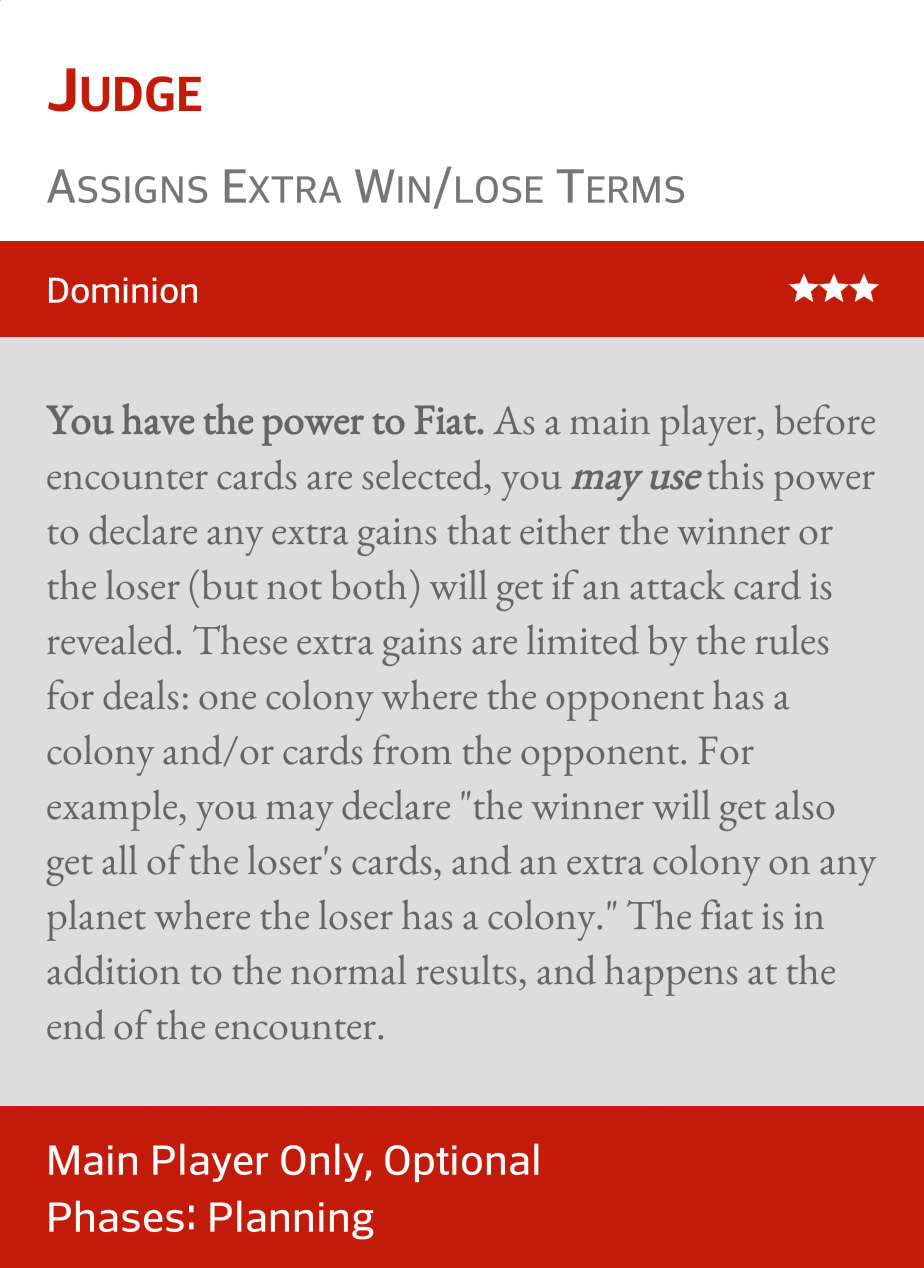 JUDGE
ASSIGNS EXTRA WIN/LOSE TERMS
Dominion ★★★
You have the power to Fiat. As a main player, before
encounter cards are selected, you may use this power
to declare any extra gains that either the winner or
the loser (but not both) will get if an attack card is
revealed. These extra gains are limited by the rules
for deals: one colony where the opponent has a
colony and/or cards from the opponent. For
example, you may declare "the winner will get also
get all of the loser's cards, and an extra colony on any
planet where the loser has a colony." The fiat is in
addition to the normal results, and happens at the
end of the encounter.
Main Player Only, Optional
Phases: Planning